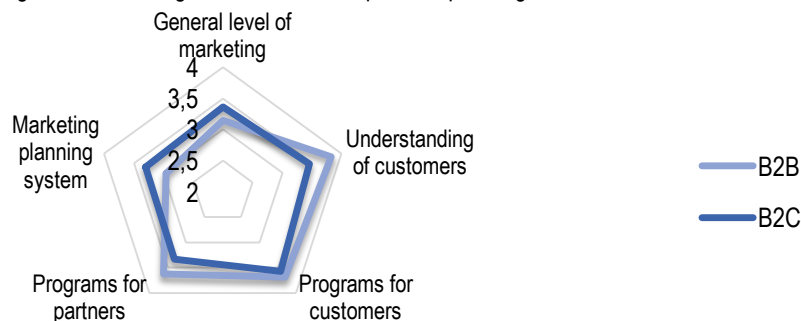 General level of
marketing
4
3,5
3
2,5
2
Understanding
of customers
Programs for
customers
Programs for
partners
Marketing
planning
system
B2B
B2C